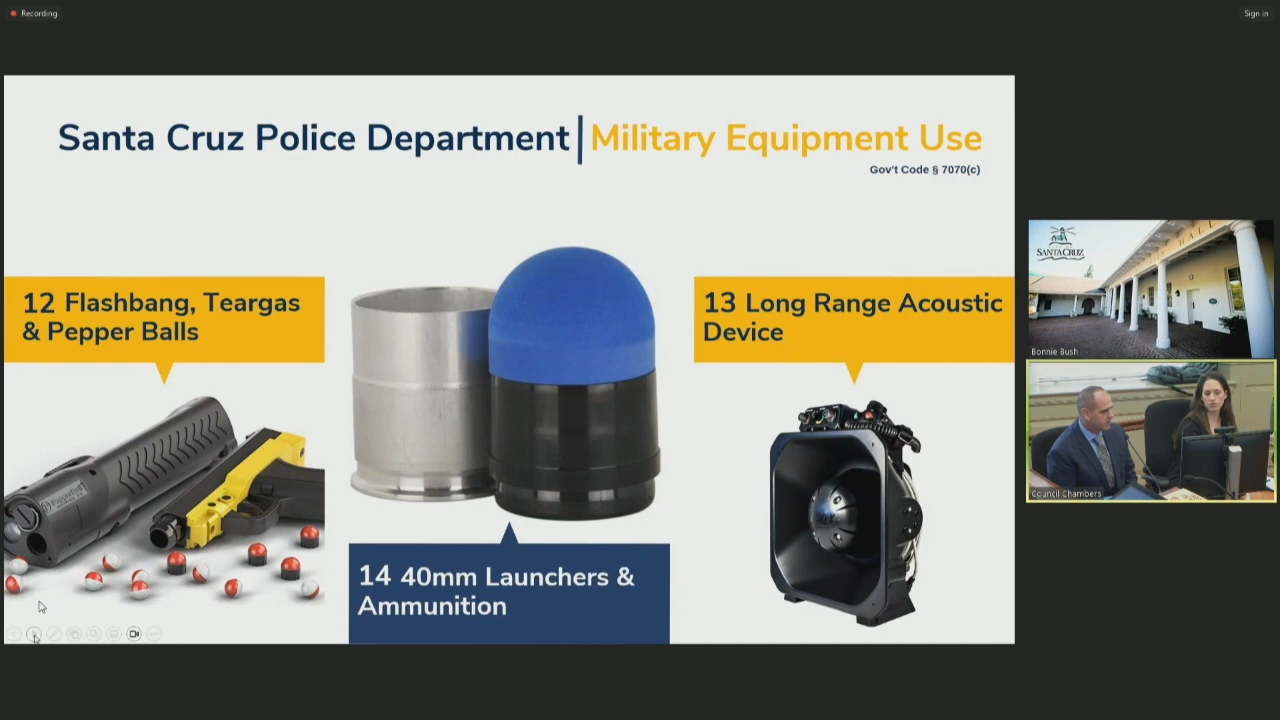 Recording
Sign in
Santa Cruz Police Department Military Equipment Use
Gov't Code § 7070(c)
12 Flashbang, Teargas
& Pepper Balls
13 Long Range Acoustic
Device
14 40mm Launchers &
Ammunition
SANTA CRUZ
HALL
Bonnie Bush
Council Chambers